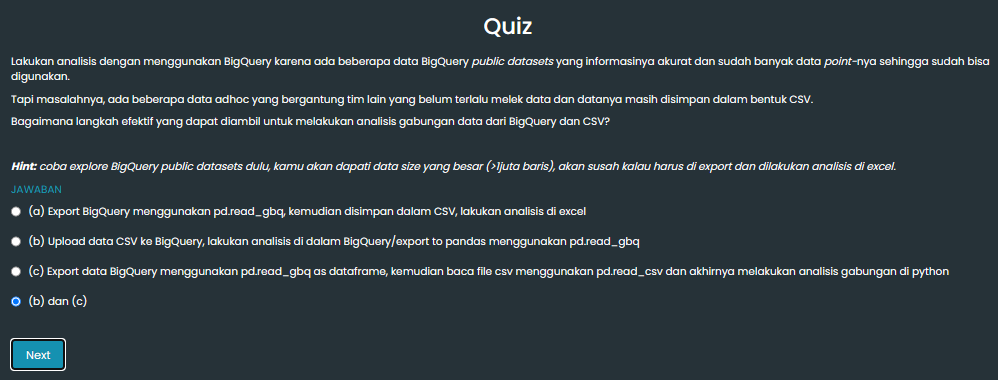 Quiz
Lakukan analisis dengan menggunakan BigQuery karena ada beberapa data BigQuery public datasets yang informasinya akurat dan sudah banyak data point-nya sehingga sudah bisa
digunakan.
Tapi masalahnya, ada beberapa data adhoc yang bergantung tim lain yang belum terlalu melek data dan datanya masih disimpan dalam bentuk CSV.
Bagaimana langkah efektif yang dapat diambil untuk melakukan analisis gabungan data dari BigQuery dan CSV?
Hint: coba explore BigQuery public datasets dulu, kamu akan dapati data size yang besar (>1juta baris), akan susah kalau harus di export dan dilakukan analisis di excel.
JAWABAN
(a) Export BigQuery menggunakan pd.read_gbq, kemudian disimpan dalam CSV, lakukan analisis di excel
(b) Upload data CSV ke BigQuery, lakukan analisis di dalam BigQuery/export to pandas menggunakan pd.read_gbq
(c) Export data BigQuery menggunakan pd.read_gbq as dataframe, kemudian baca file csv menggunakan pd.read_csv dan akhirnya melakukan analisis gabungan di python
(b) dan (c)
Next